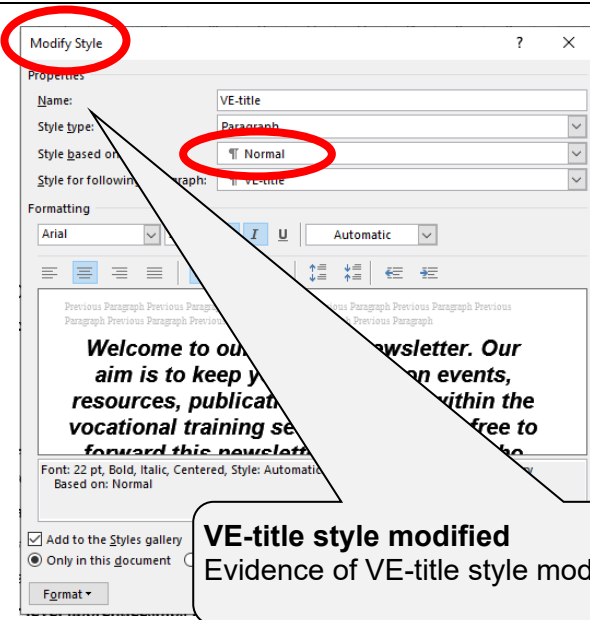 Modify Style ? ×
Properties
Name: VE-title
Style type: Paragraph
Style based on ¶ Normal
Style for following paragraph: ¶ VE-title
Formatting
Arial I U Automatic
Previous Paragraph Previous Paragraph Previous Paragraph Previous
Paragraph Previous Paragraph Previous Paragraph
Welcome to our newsletter. Our
aim is to keep y on events,
resources, publicat within the
vocational training se free to
forward this newslett ho
Font: 22 pt, Bold, Italic, Centered, Style: Automatic
Based on: Normal
Add to the Styles gallery
Only in this document
Format
VE-title style modified
Evidence of VE-title style mod